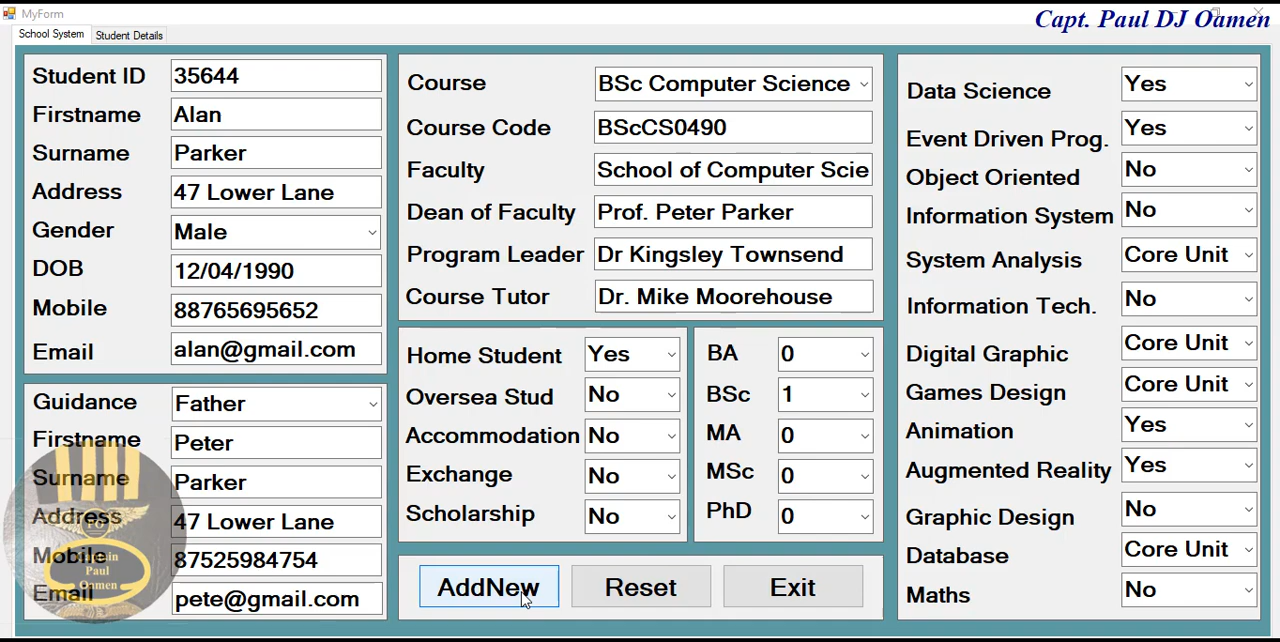 MyForm
Capt. Paul DJ Oamen
School System Student Details
Student ID 35644
Firstname Alan
Surname Parker
Address 47 Lower Lane
Gender Male
DOB 12/04/1990
Mobile 88765695652
Email alan@gmail.com
Guidance Father
Firstname Peter
Surname Parker
Address 47 Lower Lane
Mobile 87525984754
Email pete@gmail.com
Captain
Paul
Oamen
Course BSc Computer Science
Course Code BScCS0490
Faculty School of Computer Scie
Dean of Faculty Prof. Peter Parker
Program Leader Dr Kingsley Townsend
Course Tutor Dr. Mike Moorehouse
Home Student Yes
Oversea Stud No
Accommodation No
Exchange No
Scholarship No
BA 0
BSc 1
MA 0
MSc 0
PhD 0
AddNew Reset Exit
Data Science Yes
Event Driven Prog. Yes
Object Oriented No
Information System No
System Analysis Core Unit
Information Tech. No
Digital Graphic Core Unit
Games Design Core Unit
Animation Yes
Augmented Reality Yes
Graphic Design No
Database Core Unit
Maths No